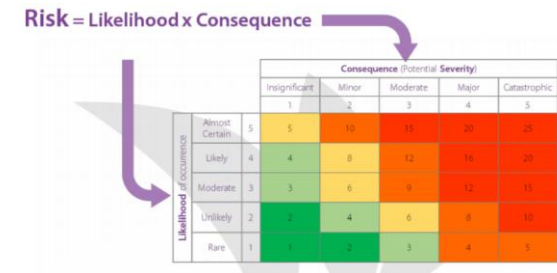 Risk = Likelihood x Consequence
Consequence (Potential Severity)
Insignificant Minor Moderate Major Catastrophic
1 2 3 4 5
Likelihood of occurrence
Almost Certain 5 5 10 15 20 25
Likely 4 4 8 12 16 20
Moderate 3 3 6 9 12 15
Unlikely 2 2 4 6 8 10
Rare 1 1 2 3 4 5